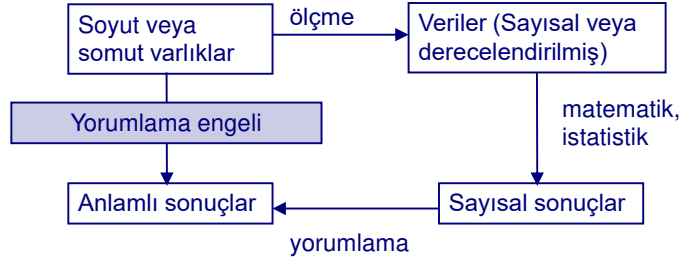 Soyut veya
somut varlıklar
ölçme
Veriler (Sayısal veya
derecelendirilmiş)
Yorumlama engeli
matematik,
istatistik
Anlamlı sonuçlar
Sayısal sonuçlar
yorumlama